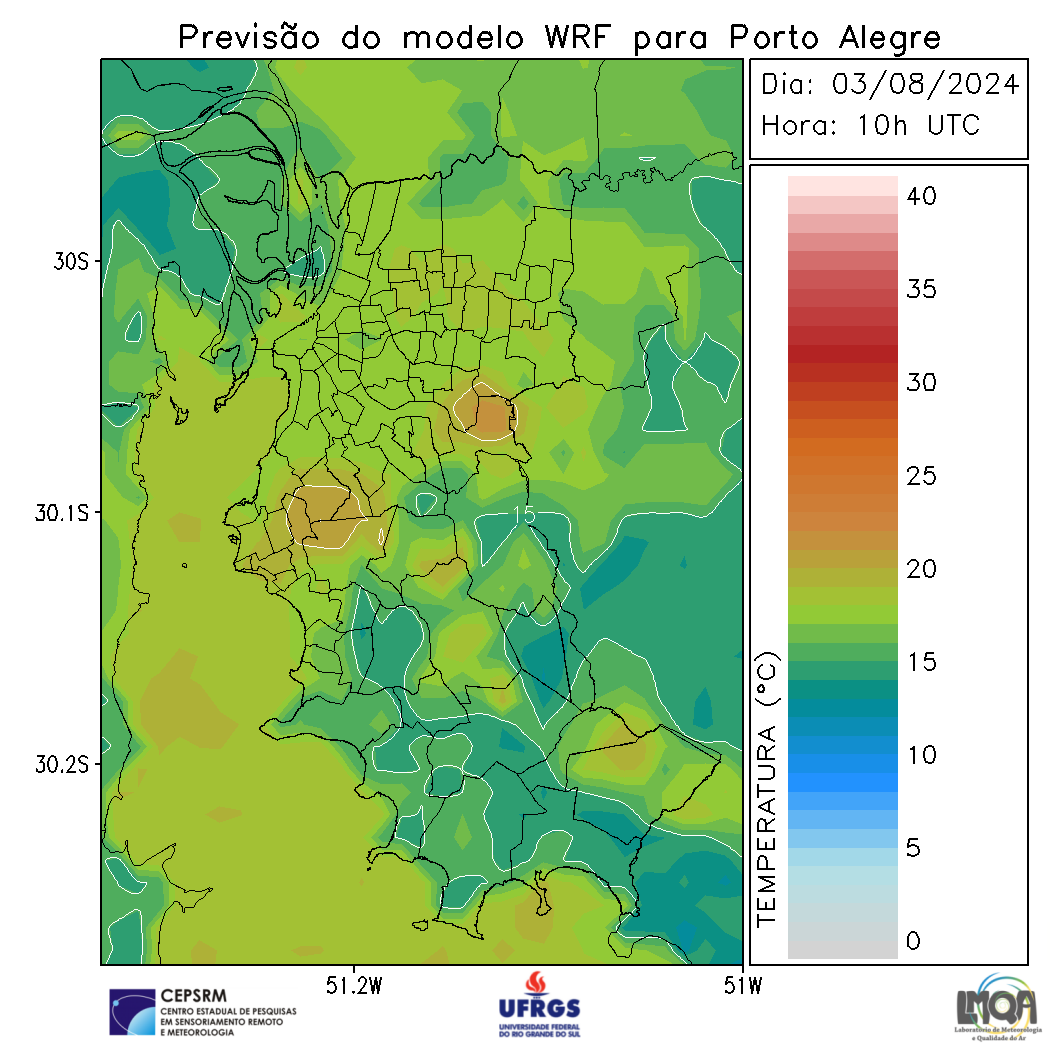 Previsão do modelo WRF para Porto Alegre
Dia: 03/08/2024
Hora: 10h UTC
40
35
30
25
20
15
10
5
0
TEMPERATURA (°C)
30S
30.1S
30.2S
15
51.2W
51W
CEPSRM
CENTRO ESTADUAL DE PESQUISAS
EM SENSORIAMENTO REMOTO
E METEOROLOGIA
UFRGS
UNIVERSIDADE FEDERAL
DO RIO GRANDE DO SUL
LMQA
Laboratório de Meteorologia
e Qualidade do Ar